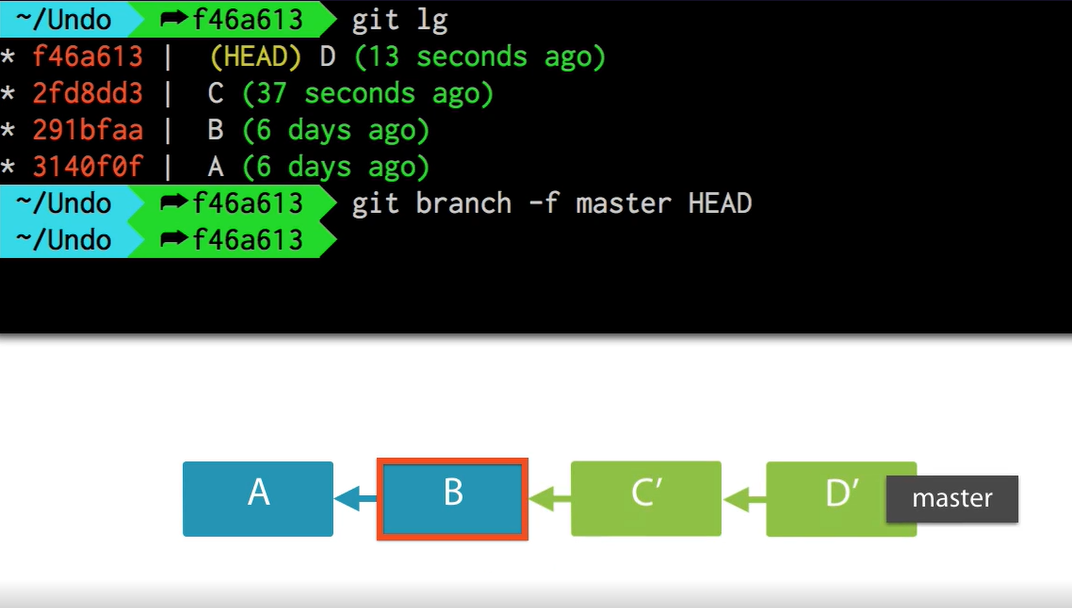 ~/Undo ➦f46a613 git lg
* f46a613 | (HEAD) D (13 seconds ago)
* 2fd8dd3 | C (37 seconds ago)
* 291bfaa | B (6 days ago)
* 3140f0f | A (6 days ago)
~/Undo ➦f46a613 git branch -f master HEAD
~/Undo ➦f46a613
A B C′ D′ master